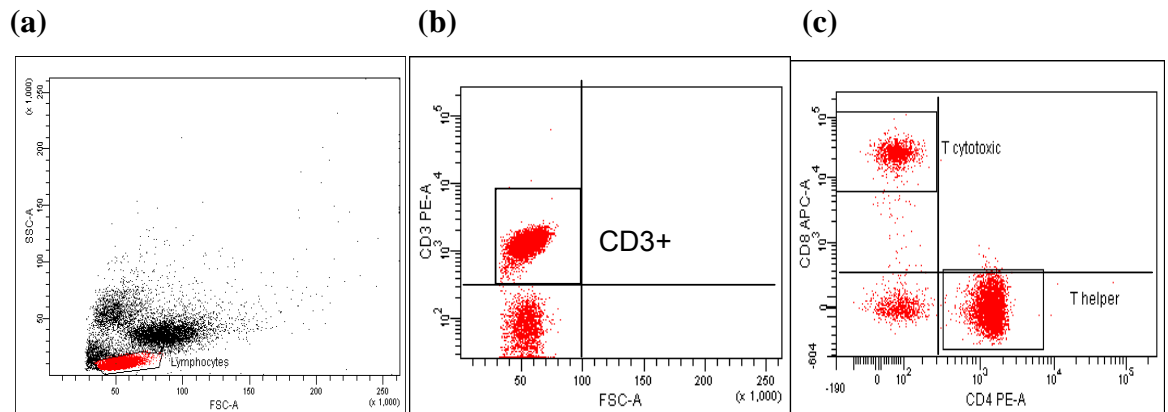 (a)
(b)
(c)
(x 1,000)
SSC-A
250
200
150
100
50
Lymphocytes
50 100 150 200 250
FSC-A
(x 1,000)
CD3 PE-A
10^5
10^4
10^3
10^2
CD3+
50 100 150 200 250
FSC-A
(x 1,000)
CD8 APC-A
10^5
10^4
10^3
0
-604
T cytotoxic
T helper
-190 0 10^2 10^3 10^4 10^5
CD4 PE-A